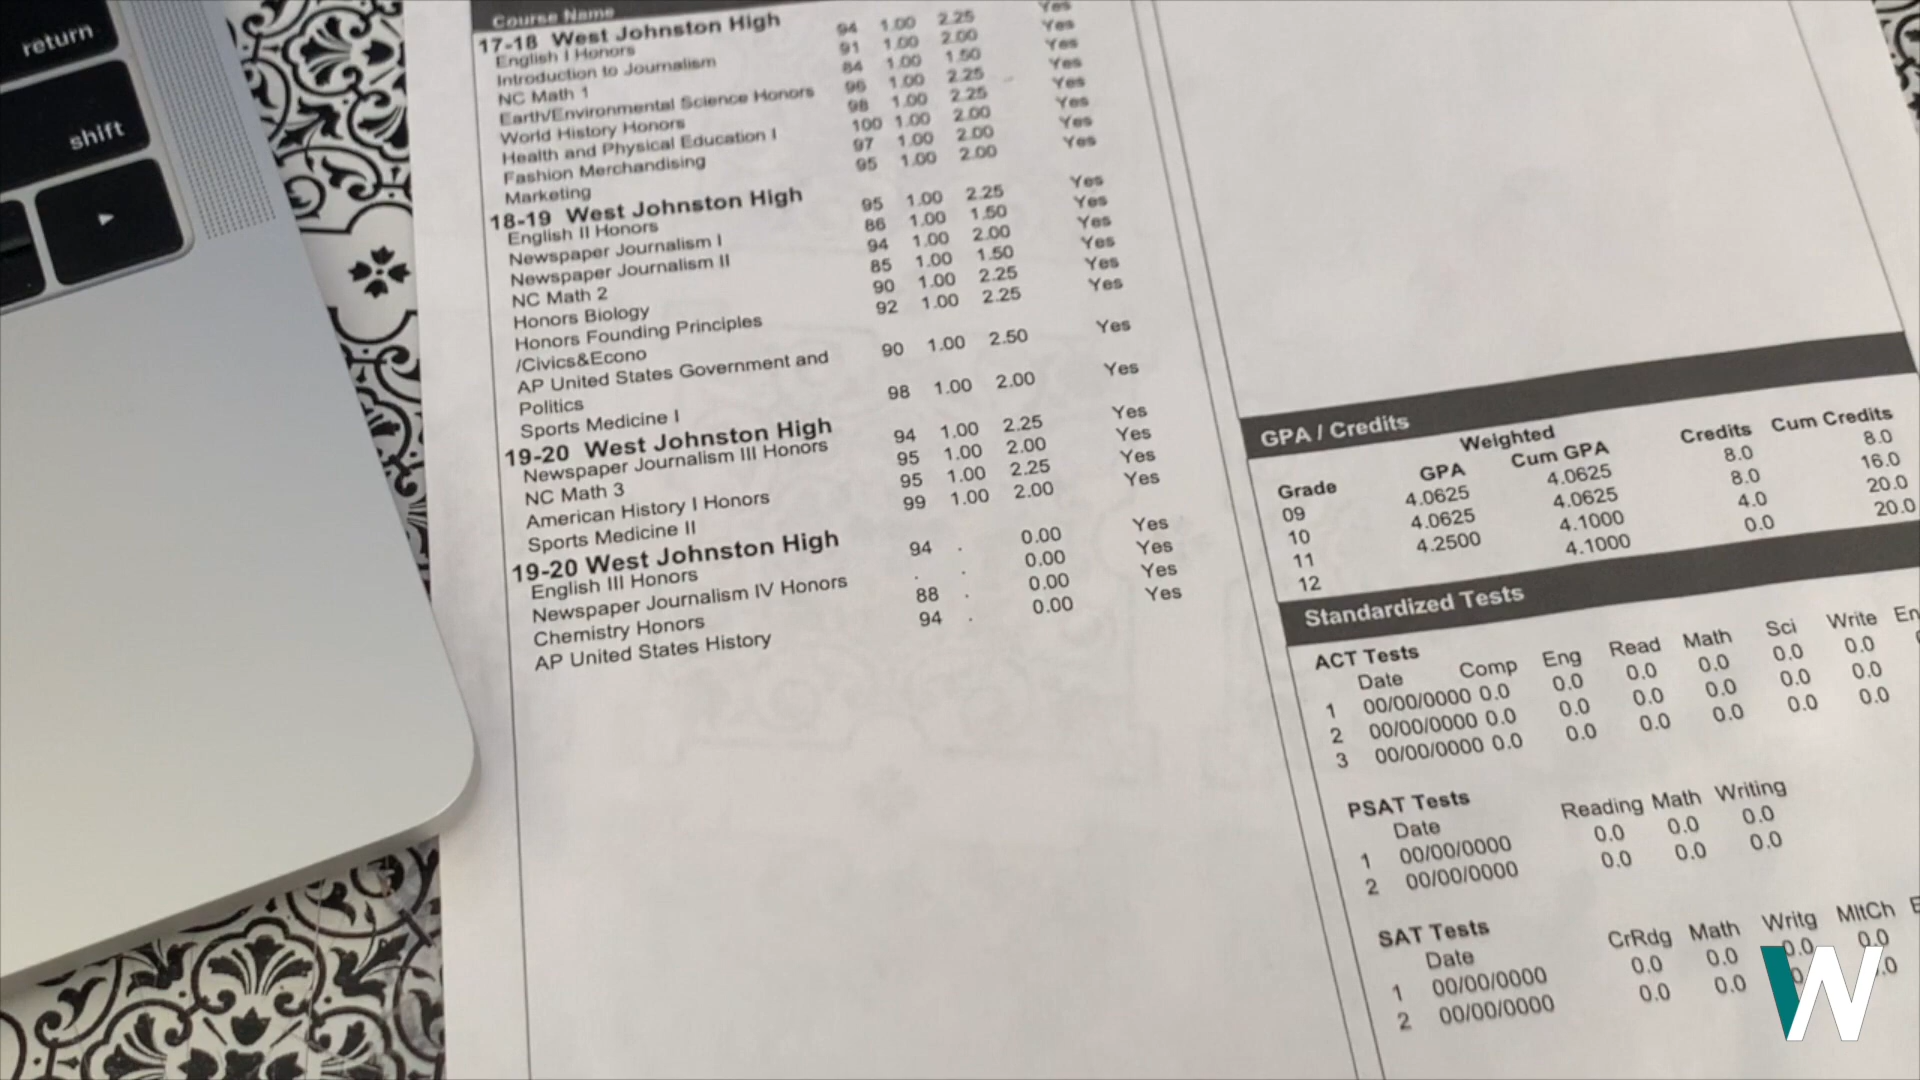 return
shift
Course Name
17-18 West Johnston High
English I Honors 94 1.00 2.25 Yes
Introduction to Journalism 91 1.00 2.00 Yes
NC Math 1 84 1.00 1.50 Yes
Earth/Environmental Science Honors 96 1.00 2.25 Yes
World History Honors 98 1.00 2.25 Yes
Health and Physical Education I 100 1.00 2.00 Yes
Fashion Merchandising 97 1.00 2.00 Yes
Marketing 95 1.00 2.00 Yes
18-19 West Johnston High
English II Honors 95 1.00 2.25 Yes
Newspaper Journalism I 86 1.00 1.50 Yes
Newspaper Journalism II 94 1.00 2.00 Yes
NC Math 2 85 1.00 1.50 Yes
Honors Biology 90 1.00 2.25 Yes
Honors Founding Principles 92 1.00 2.25 Yes
/Civics&Econo
AP United States Government and 90 1.00 2.50 Yes
Politics
Sports Medicine I 98 1.00 2.00 Yes
19-20 West Johnston High
Newspaper Journalism III Honors 94 1.00 2.25 Yes
NC Math 3 95 1.00 2.00 Yes
American History I Honors 95 1.00 2.25 Yes
Sports Medicine II 99 1.00 2.00 Yes
19-20 West Johnston High
English III Honors 94 . 0.00 Yes
Newspaper Journalism IV Honors . . 0.00 Yes
Chemistry Honors 88 . 0.00 Yes
AP United States History 94 . 0.00 Yes
GPA / Credits
Weighted
Grade GPA Cum GPA Credits Cum Credits
09 4.0625 4.0625 8.0 8.0
10 4.0625 4.0625 8.0 16.0
11 4.2500 4.1000 4.0 20.0
12 4.1000 0.0 20.0
Standardized Tests
ACT Tests
Date Comp Eng Read Math Sci Write En
1 00/00/0000 0.0 0.0 0.0 0.0 0.0 0.0
2 00/00/0000 0.0 0.0 0.0 0.0 0.0 0.0
3 00/00/0000 0.0 0.0 0.0 0.0 0.0 0.0
PSAT Tests
Date Reading Math Writing
1 00/00/0000 0.0 0.0 0.0
2 00/00/0000 0.0 0.0 0.0
SAT Tests
Date CrRdg Math Writg MltCh E
1 00/00/0000 0.0 0.0 0.0 0.0
2 00/00/0000 0.0 0.0
W